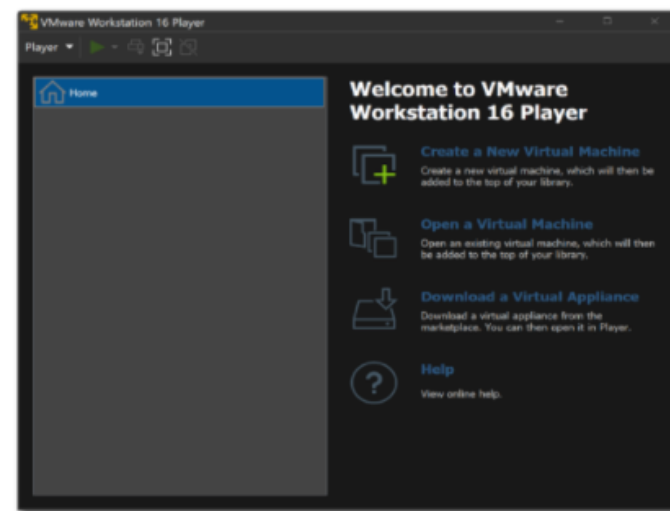 VMware Workstation 16 Player
Player
Home
Welcome to VMware
Workstation 16 Player
Create a New Virtual Machine
Create a new virtual machine, which will then be
added to the top of your library.
Open a Virtual Machine
Open an existing virtual machine, which will then
be added to the top of your library.
Download a Virtual Appliance
Download a virtual appliance from the
marketplace. You can then open it in Player.
Help
View online help.